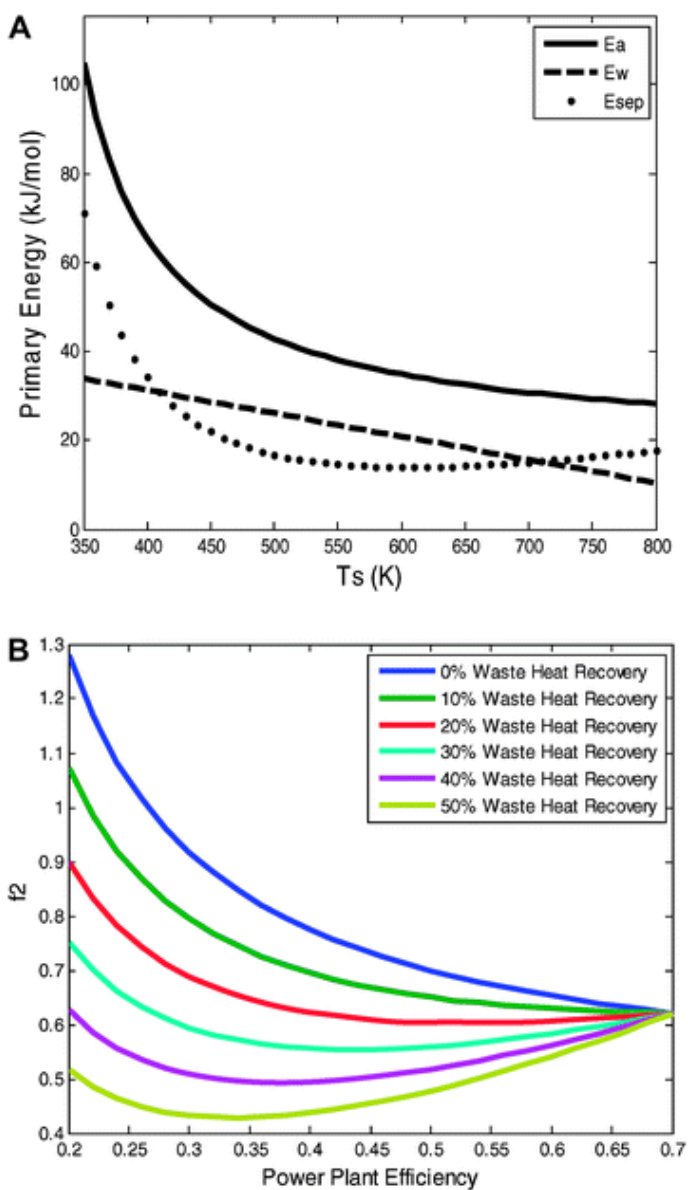 A
Ea
Ew
Esep
Primary Energy (kJ/mol)
100
80
60
40
20
0
350 400 450 500 550 600 650 700 750 800
Ts (K)
B
0% Waste Heat Recovery
10% Waste Heat Recovery
20% Waste Heat Recovery
30% Waste Heat Recovery
40% Waste Heat Recovery
50% Waste Heat Recovery
f2
1.3
1.2
1.1
1
0.9
0.8
0.7
0.6
0.5
0.4
0.2 0.25 0.3 0.35 0.4 0.45 0.5 0.55 0.6 0.65 0.7
Power Plant Efficiency